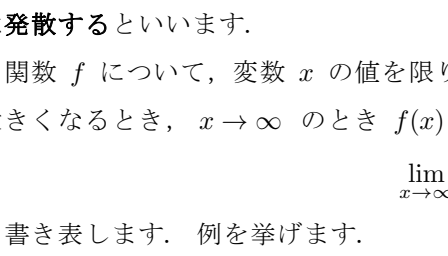 発散するといいます．
関数 f について，変数 x の値を限り
きくなるとき， x → ∞ のとき f(x)
lim x→∞
書き表します． 例を挙げます．